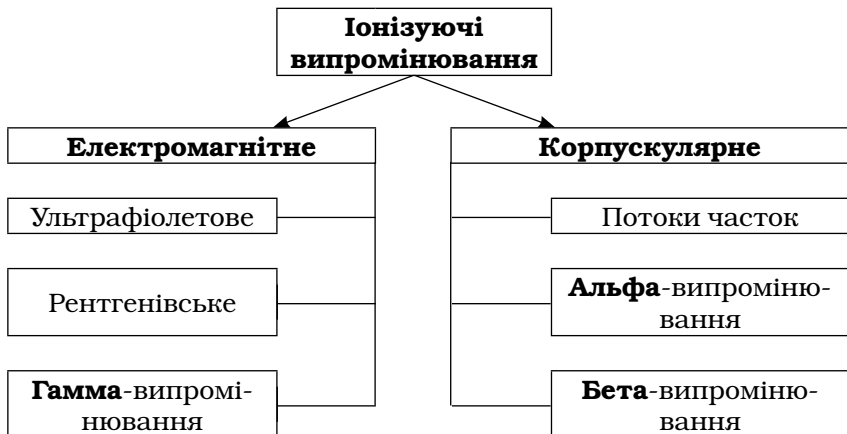 Іонізуючі
випромінювання
Електромагнітне
Корпускулярне
Ультрафіолетове
Потоки часток
Рентгенівське
Альфа-випроміню-
вання
Гамма-випромі-
нювання
Бета-випроміню-
вання